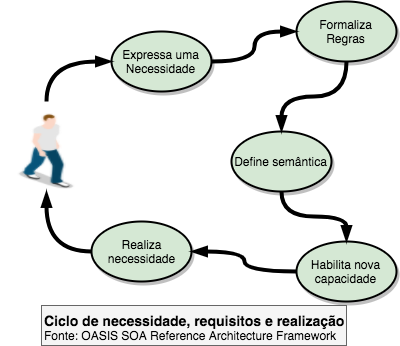 Formaliza
Regras
Expressa uma
Necessidade
Define semântica
Realiza
necessidade
Habilita nova
capacidade
Ciclo de necessidade, requisitos e realização
Fonte: OASIS SOA Reference Architecture Framework